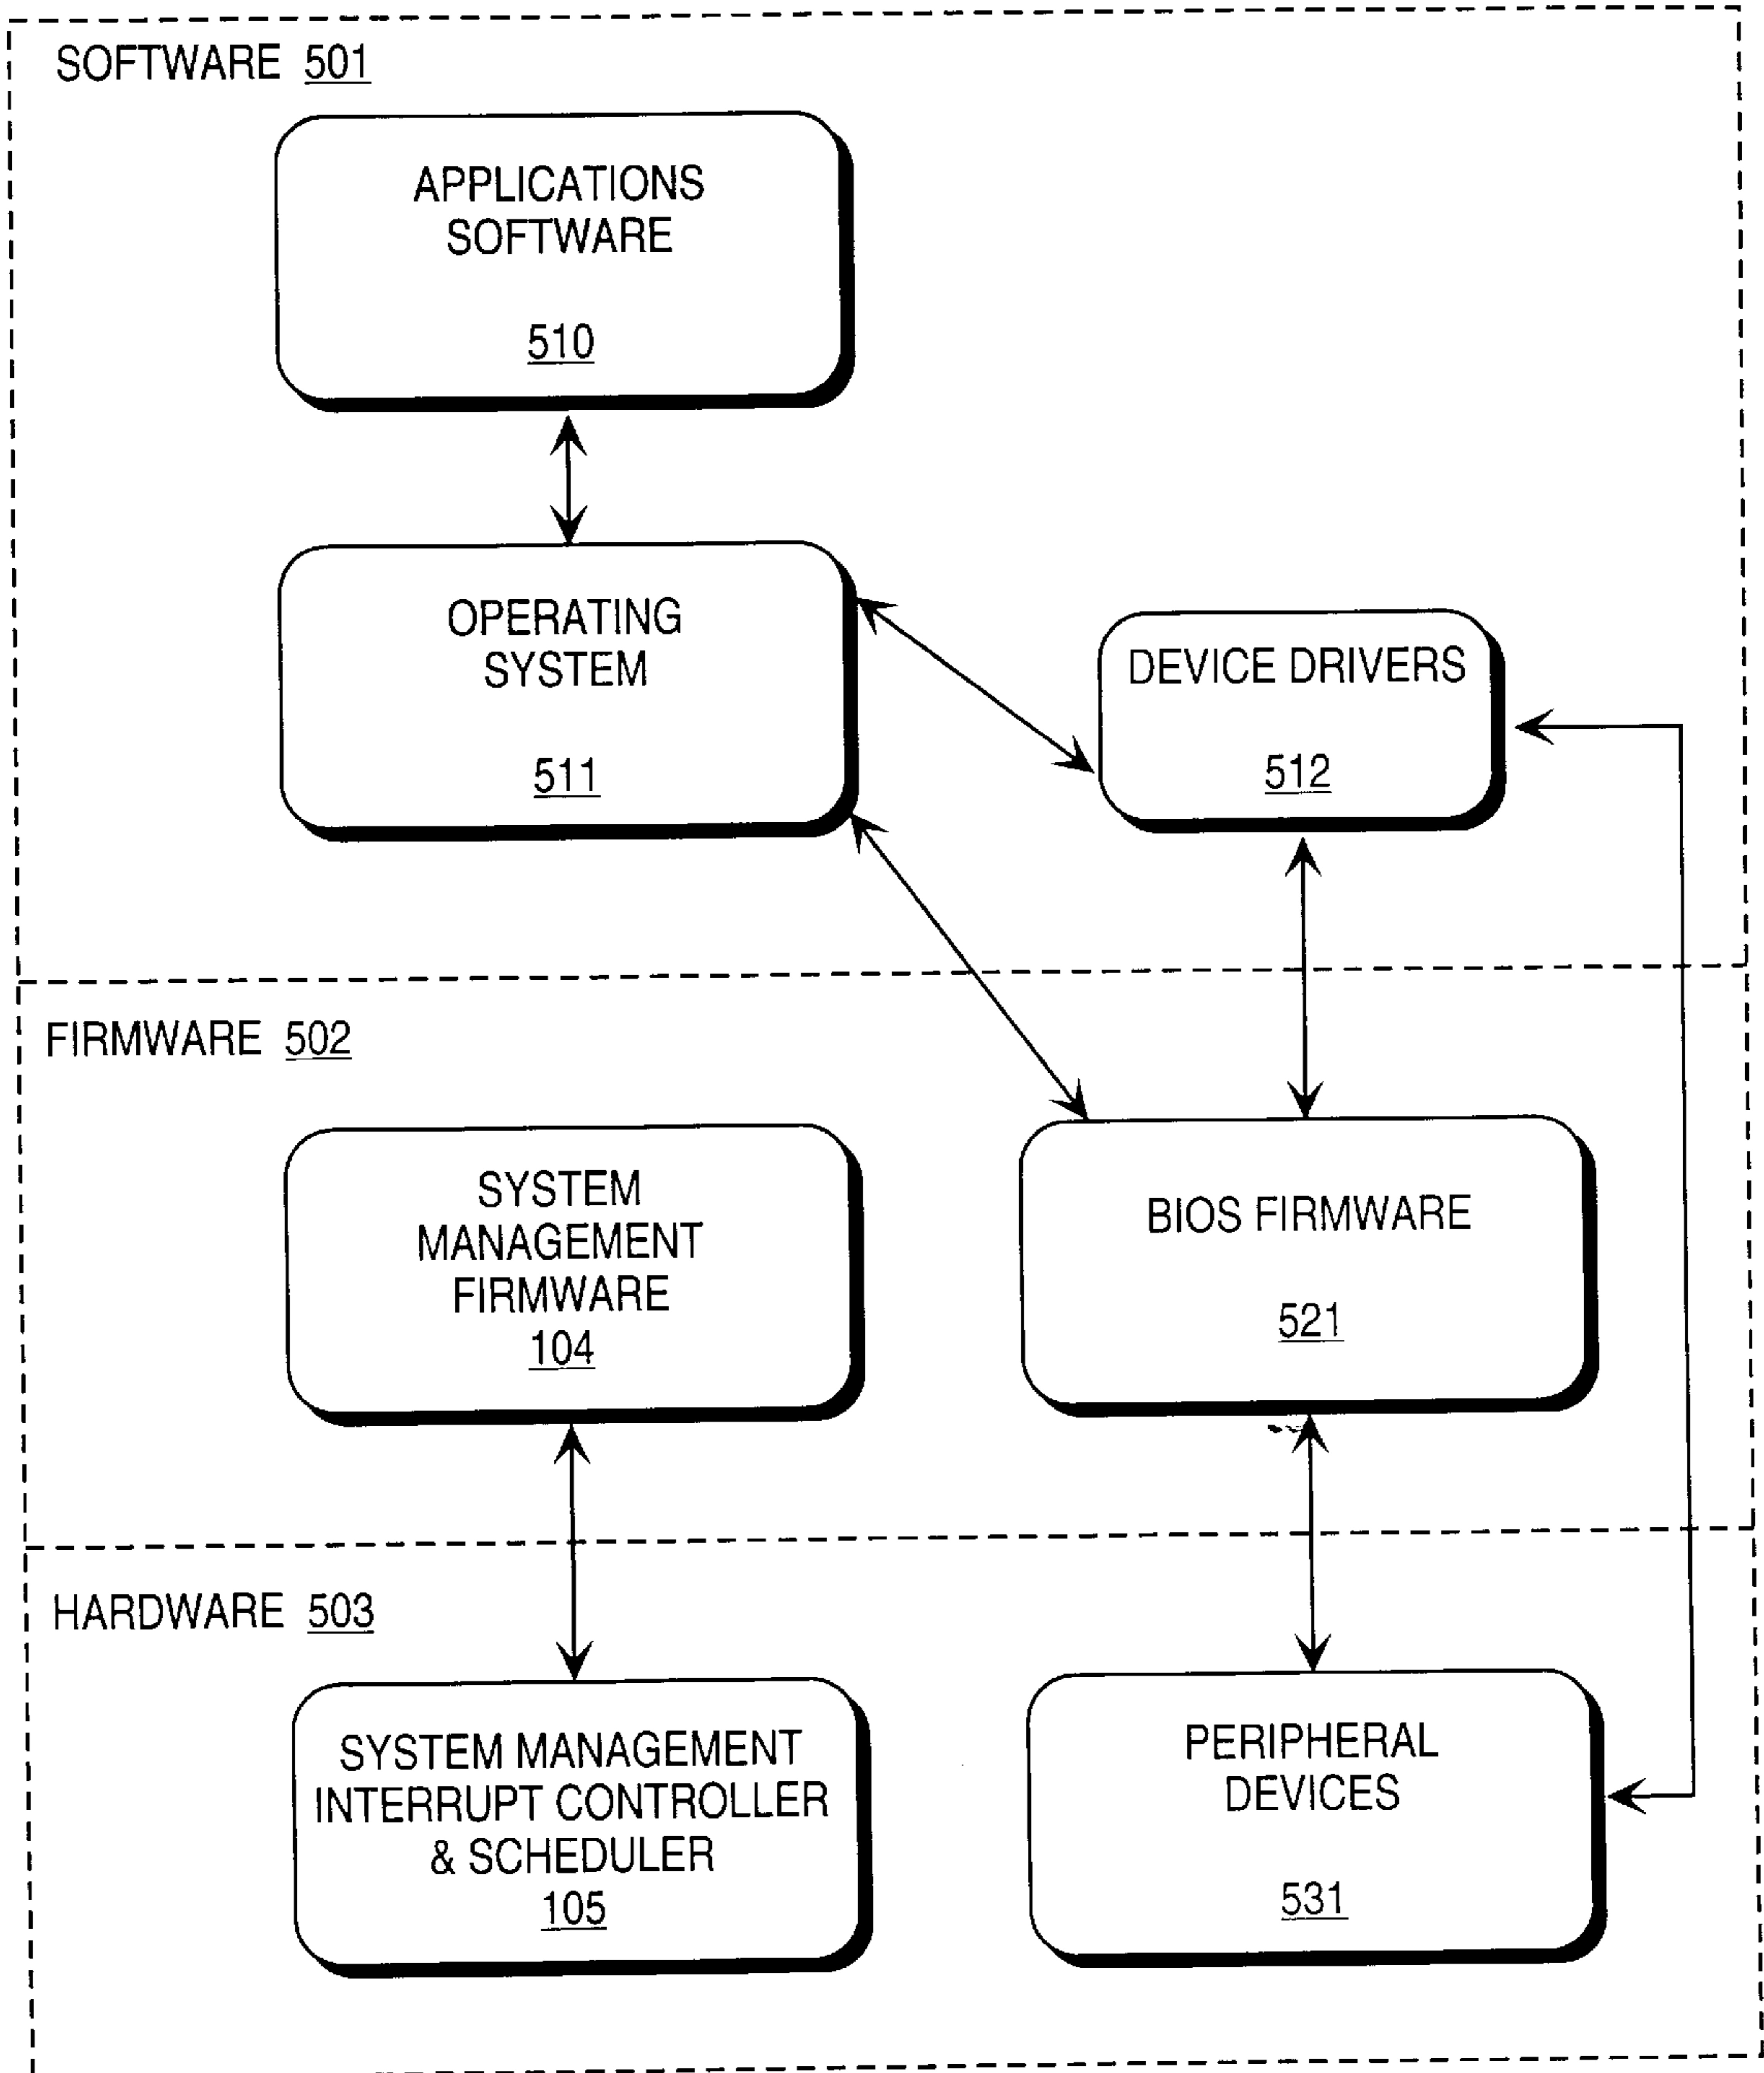 SOFTWARE 501
APPLICATIONS
SOFTWARE
510
OPERATING
SYSTEM
511
DEVICE DRIVERS
512
FIRMWARE 502
SYSTEM
MANAGEMENT
FIRMWARE
104
BIOS FIRMWARE
521
HARDWARE 503
SYSTEM MANAGEMENT
INTERRUPT CONTROLLER
& SCHEDULER
105
PERIPHERAL
DEVICES
531